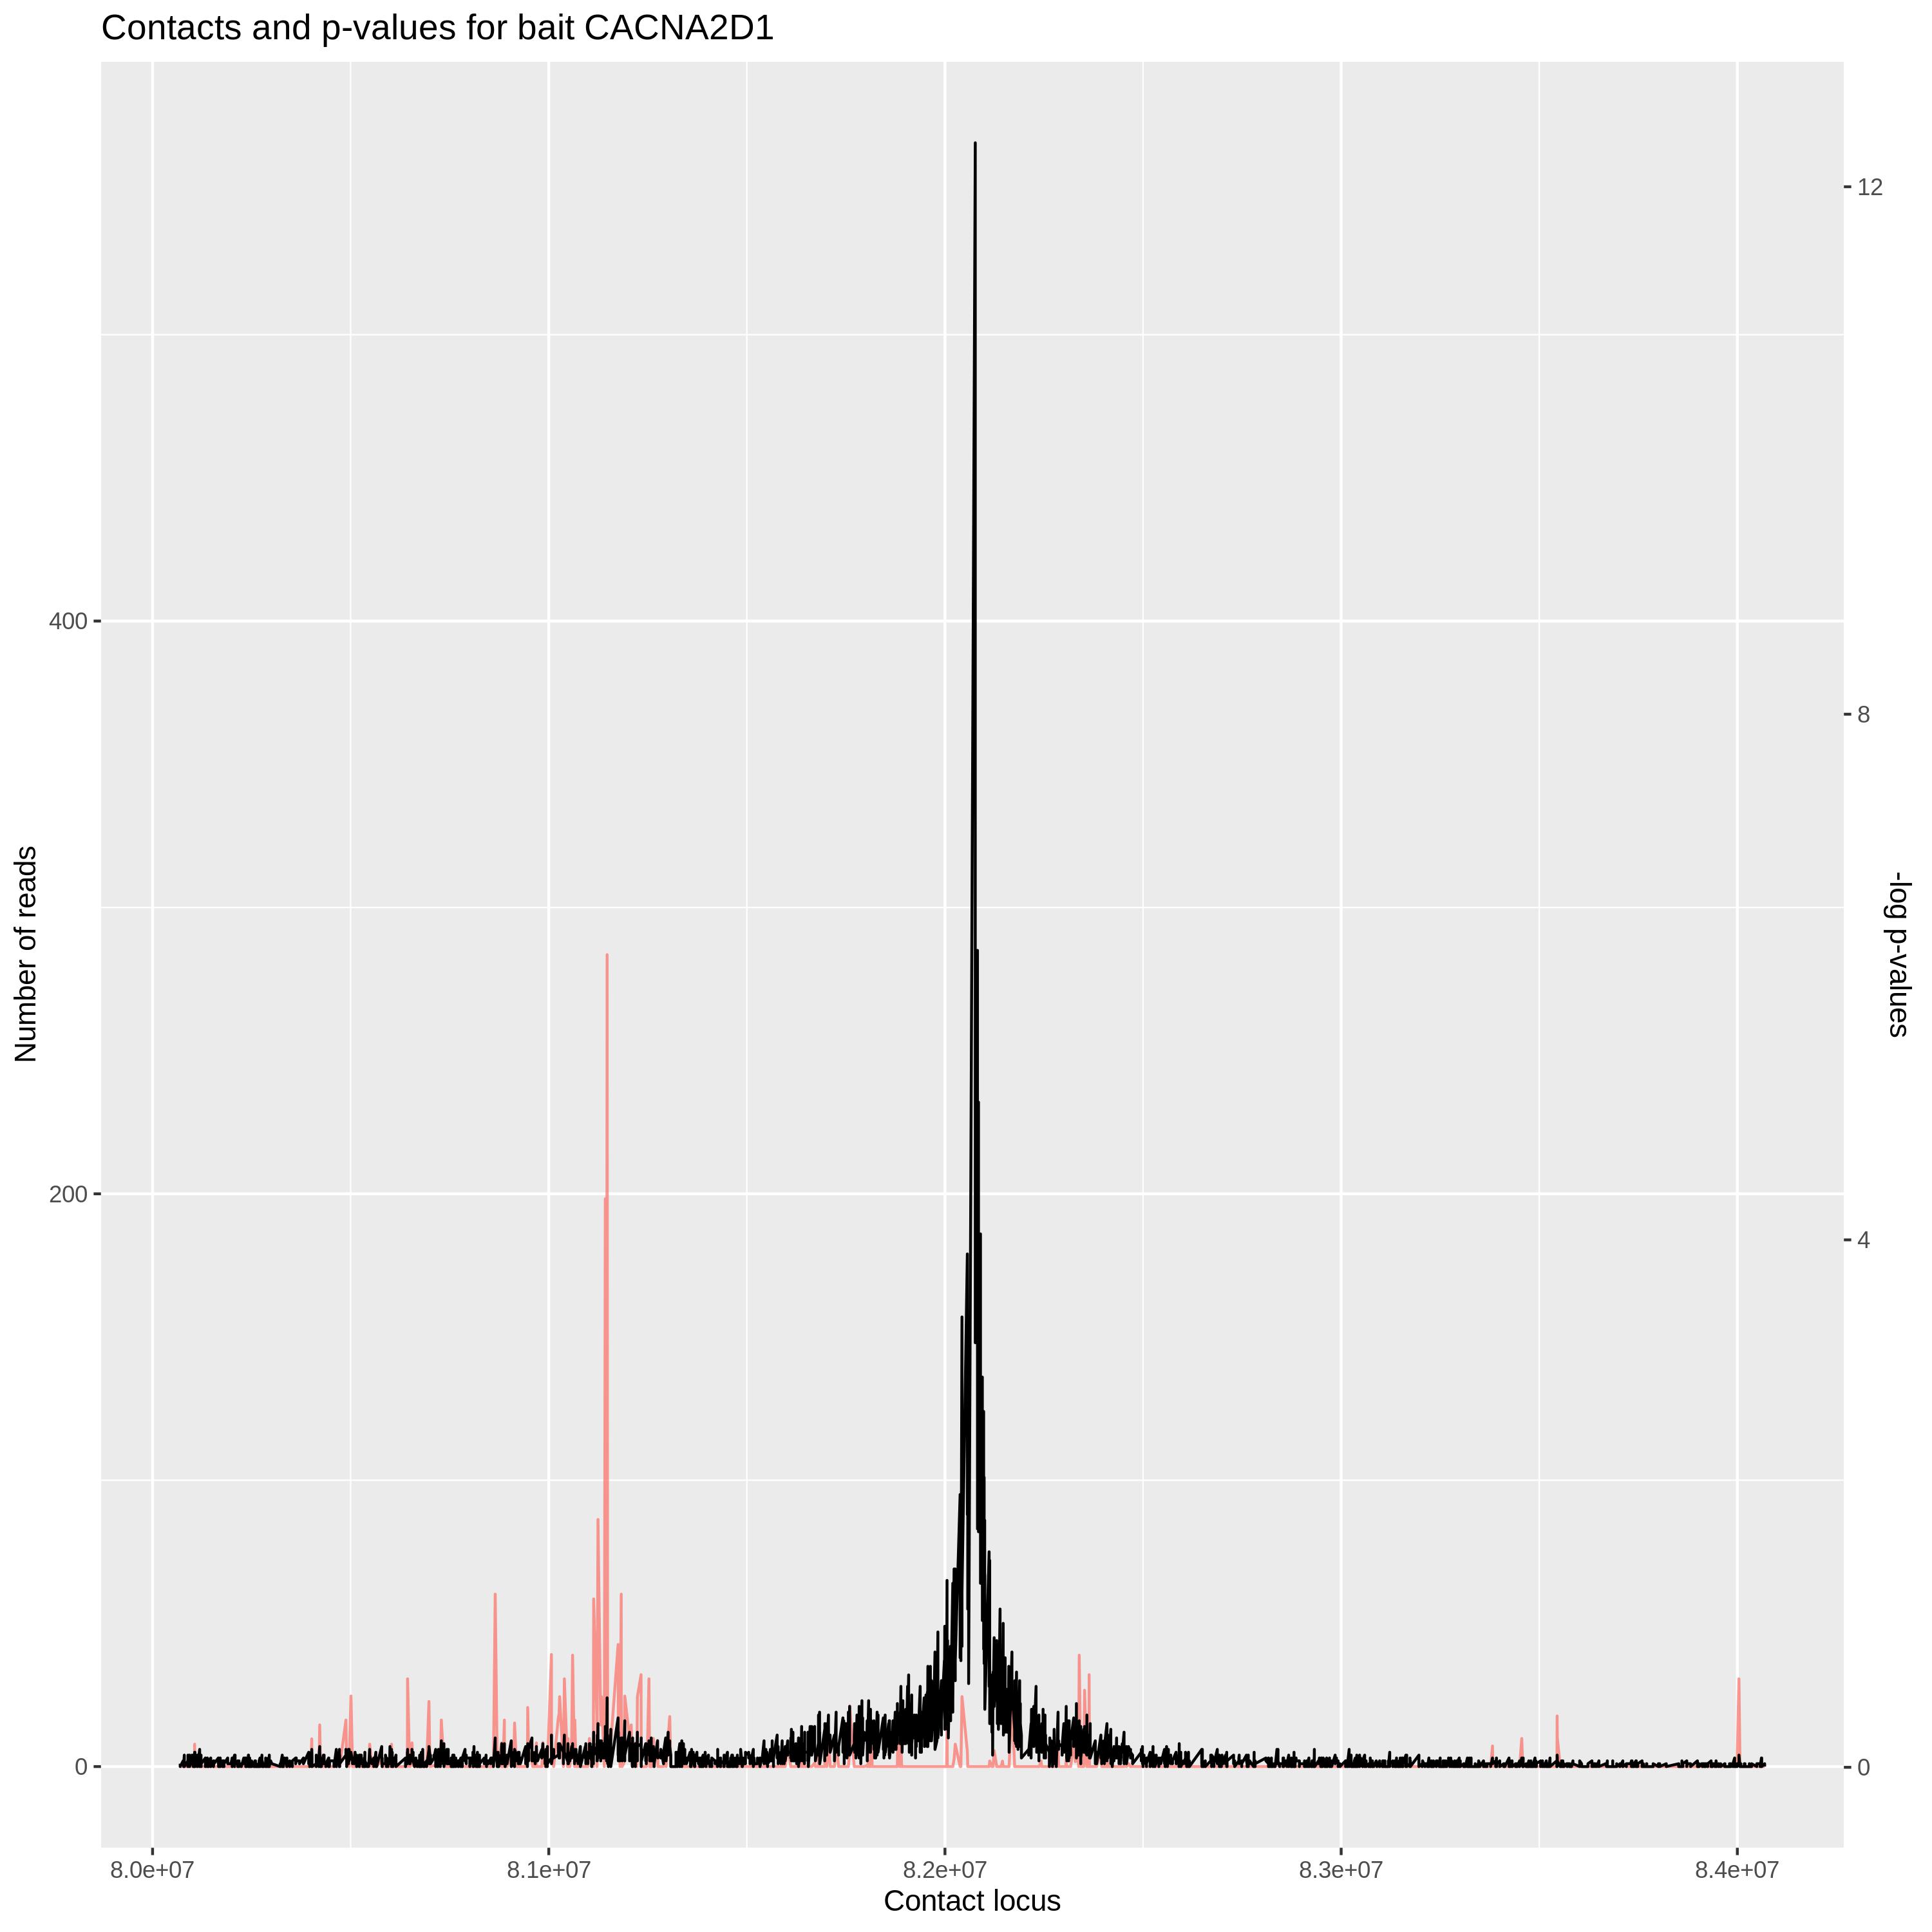 Contacts and p-values for bait CACNA2D1
Number of reads
400
200
0
12
8
4
0
-log p-values
8.0e+07 8.1e+07 8.2e+07 8.3e+07 8.4e+07
Contact locus